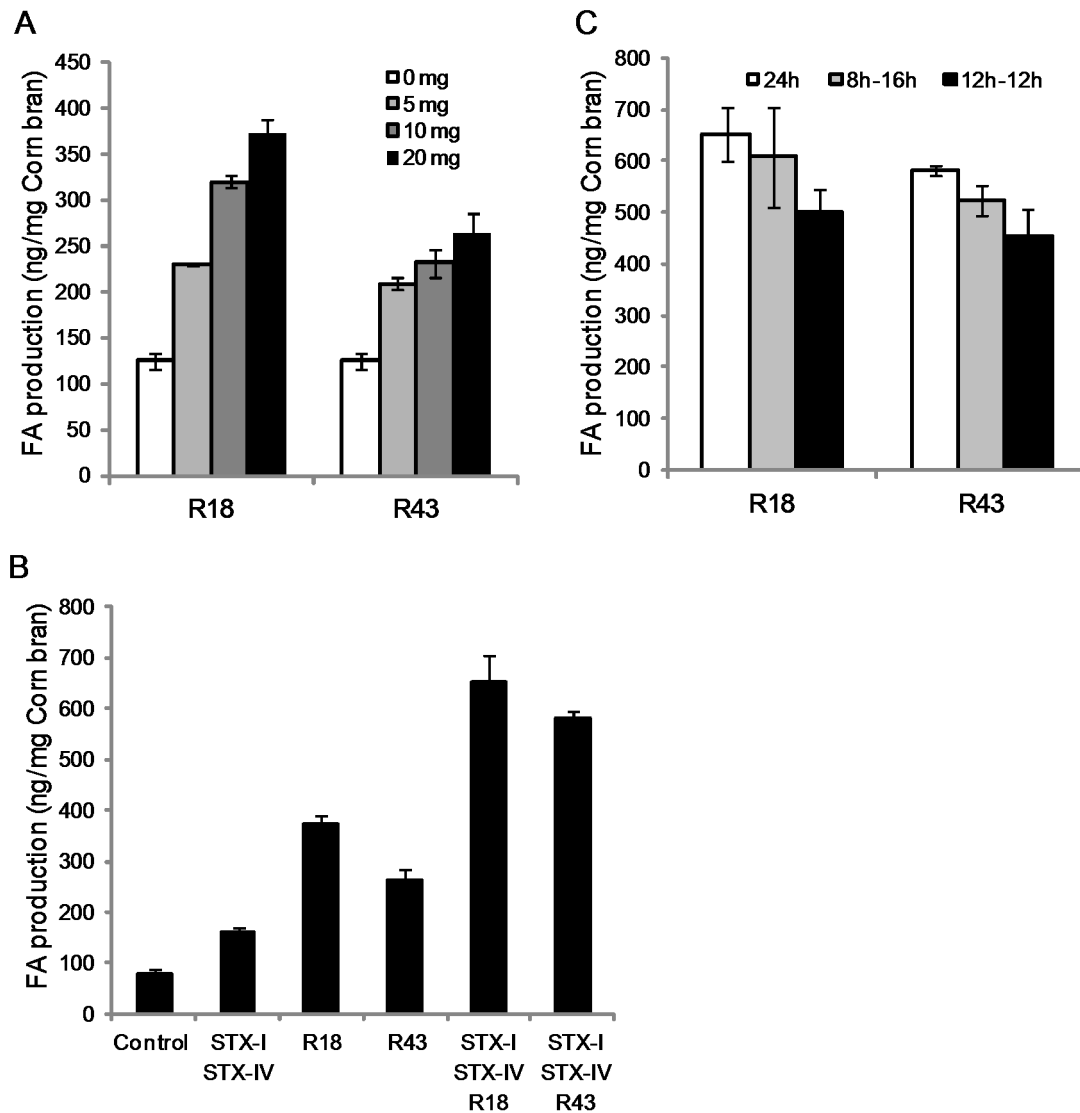 A
FA production (ng/mg Corn bran)
450
400
350
300
250
200
150
100
50
0
0 mg
5 mg
10 mg
20 mg
R18
R43
C
FA production (ng/mg Corn bran)
800
700
600
500
400
300
200
100
0
24h
8h-16h
12h-12h
R18
R43
B
FA production (ng/mg Corn bran)
800
700
600
500
400
300
200
100
0
Control
STX-I
STX-IV
R18
R43
STX-I
STX-IV
R18
STX-I
STX-IV
R43